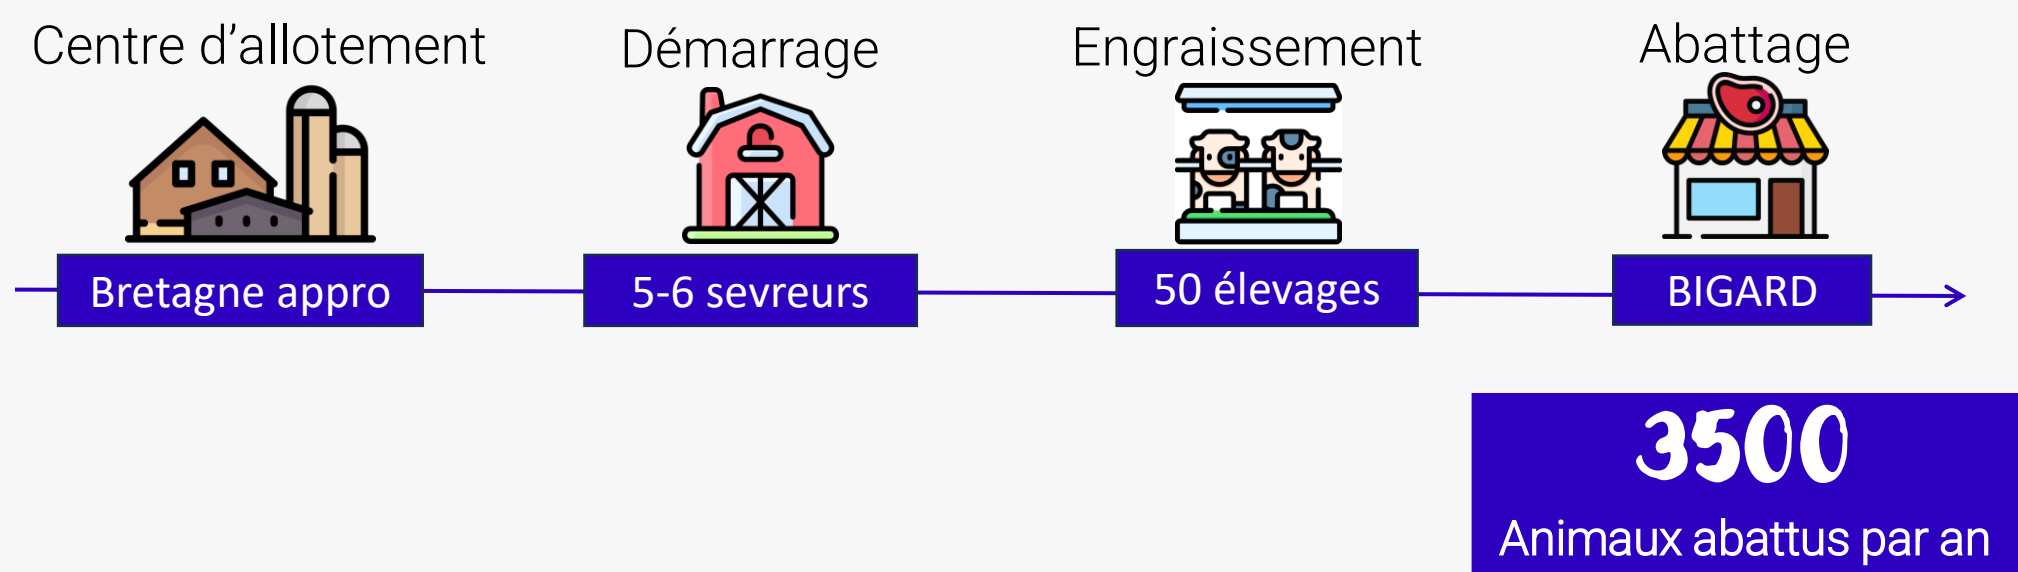 Centre d’allotement
Démarrage
Engraissement
Abattage
Bretagne appro
5-6 sevreurs
50 élevages
BIGARD
3500
Animaux abattus par an